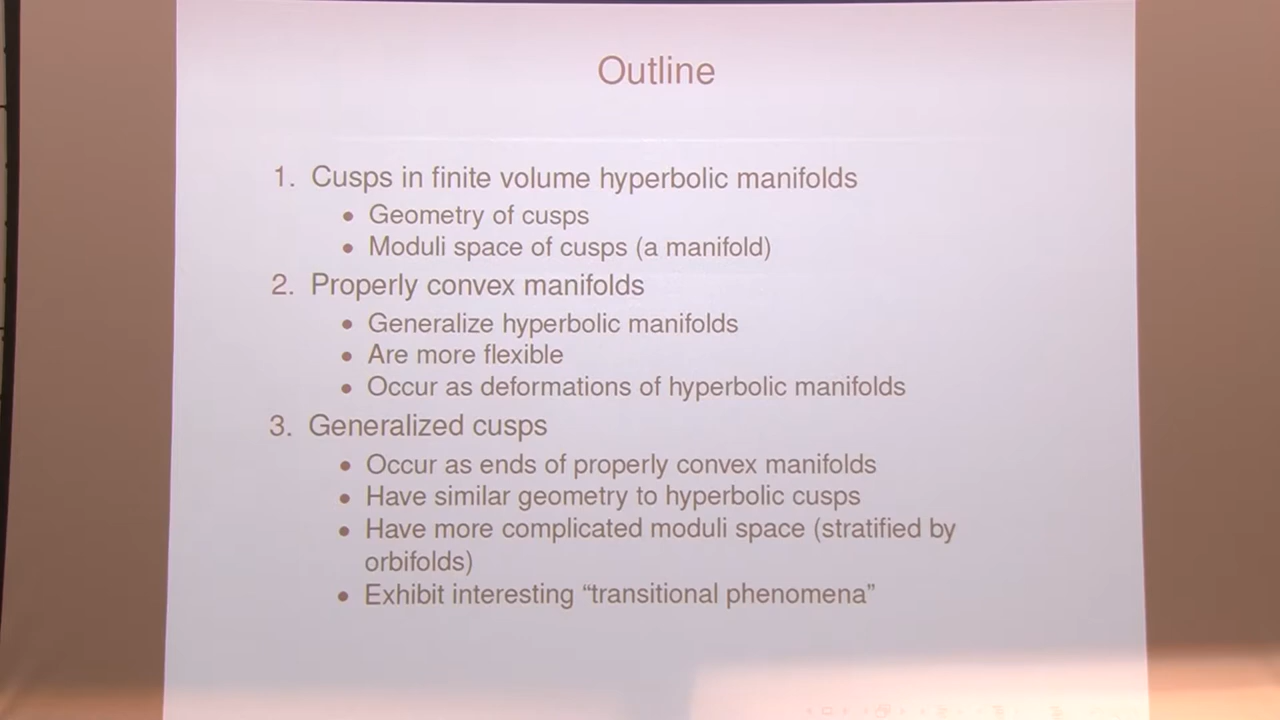 Outline
1. Cusps in finite volume hyperbolic manifolds
• Geometry of cusps
• Moduli space of cusps (a manifold)
2. Properly convex manifolds
• Generalize hyperbolic manifolds
• Are more flexible
• Occur as deformations of hyperbolic manifolds
3. Generalized cusps
• Occur as ends of properly convex manifolds
• Have similar geometry to hyperbolic cusps
• Have more complicated moduli space (stratified by
orbifolds)
• Exhibit interesting “transitional phenomena”